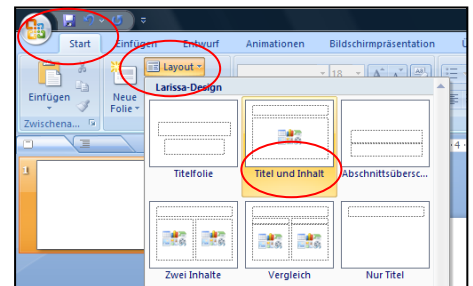 Start Einfügen Entwurf Animationen Bildschirmpräsentation Ü
Layout
18 A A
Einfügen
Neue
Folie
Zwischena...
Larissa-Design
Titelfolie Titel und Inhalt Abschnittsübersc...
Zwei Inhalte Vergleich Nur Titel
1
4